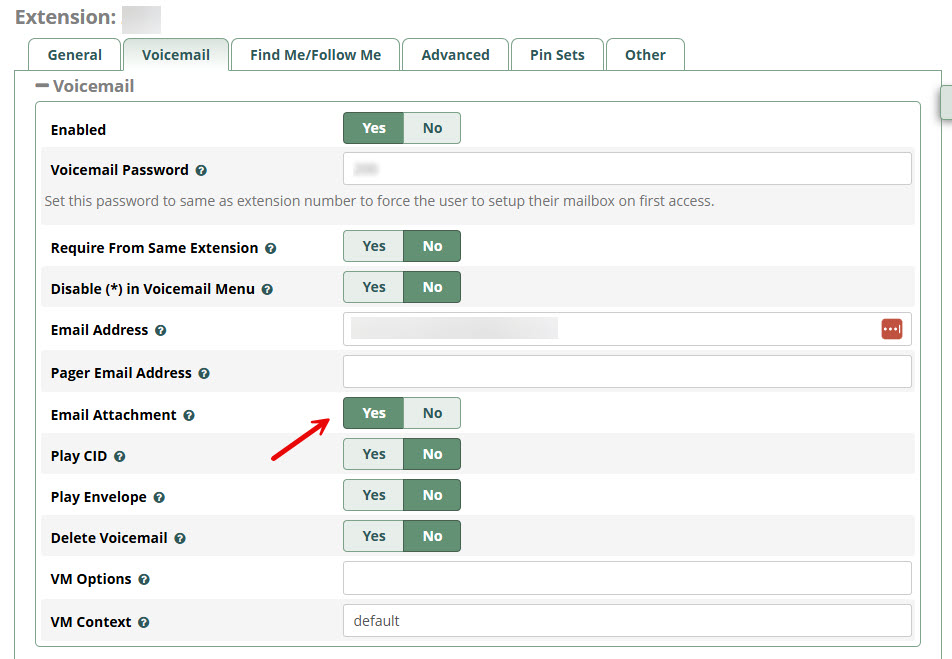 Extension:
General Voicemail Find Me/Follow Me Advanced Pin Sets Other
Voicemail
Enabled Yes No
Voicemail Password
Set this password to same as extension number to force the user to setup their mailbox on first access.
Require From Same Extension Yes No
Disable (*) in Voicemail Menu Yes No
Email Address
Pager Email Address
Email Attachment Yes No
Play CID Yes No
Play Envelope Yes No
Delete Voicemail Yes No
VM Options
VM Context default